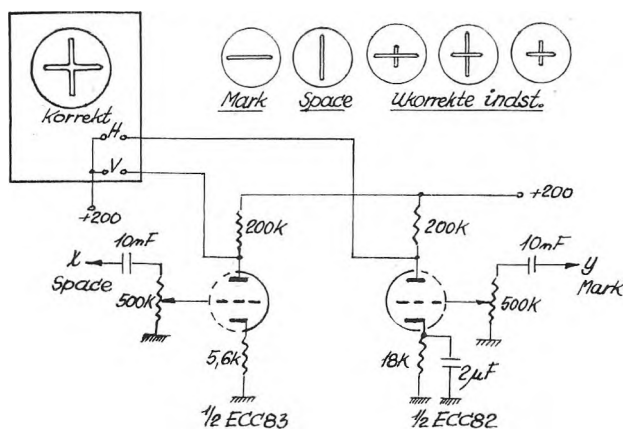 Korrekt
H
V
+200
Mark
Space
Ukorrekte indst.
+200
200K
200K
10nF
X
Space
500K
10nF
Y
Mark
500K
5,6K
18K
2µF
1/2 ECC83
1/2 ECC82